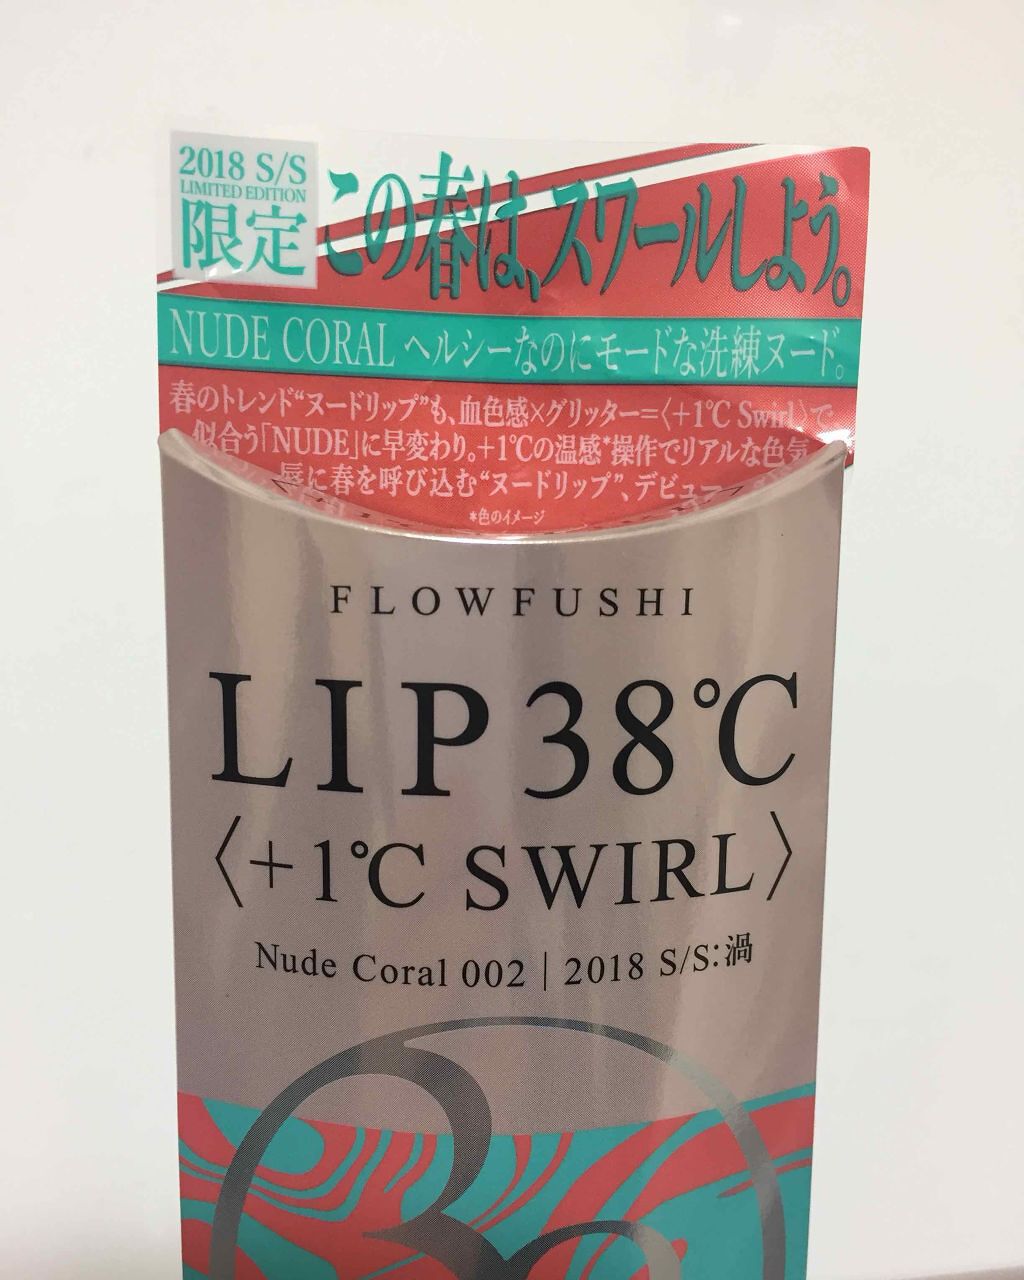 2018 S/S
LIMITED EDITION
限定
この春は、スワールしよう。
NUDE CORAL ヘルシーなのにモードな洗練ヌード。
春のトレンド“ヌードリップ”も、血色感×グリッター=〈+1℃ Swirl〉で
似合う「NUDE」に早変わり。+1℃の温感*操作でリアルな色気
唇に春を呼び込む“ヌードリップ”、デビュー
*色のイメージ
FLOWFUSHI
LIP38℃
〈+1℃ SWIRL〉
Nude Coral 002 | 2018 S/S:渦